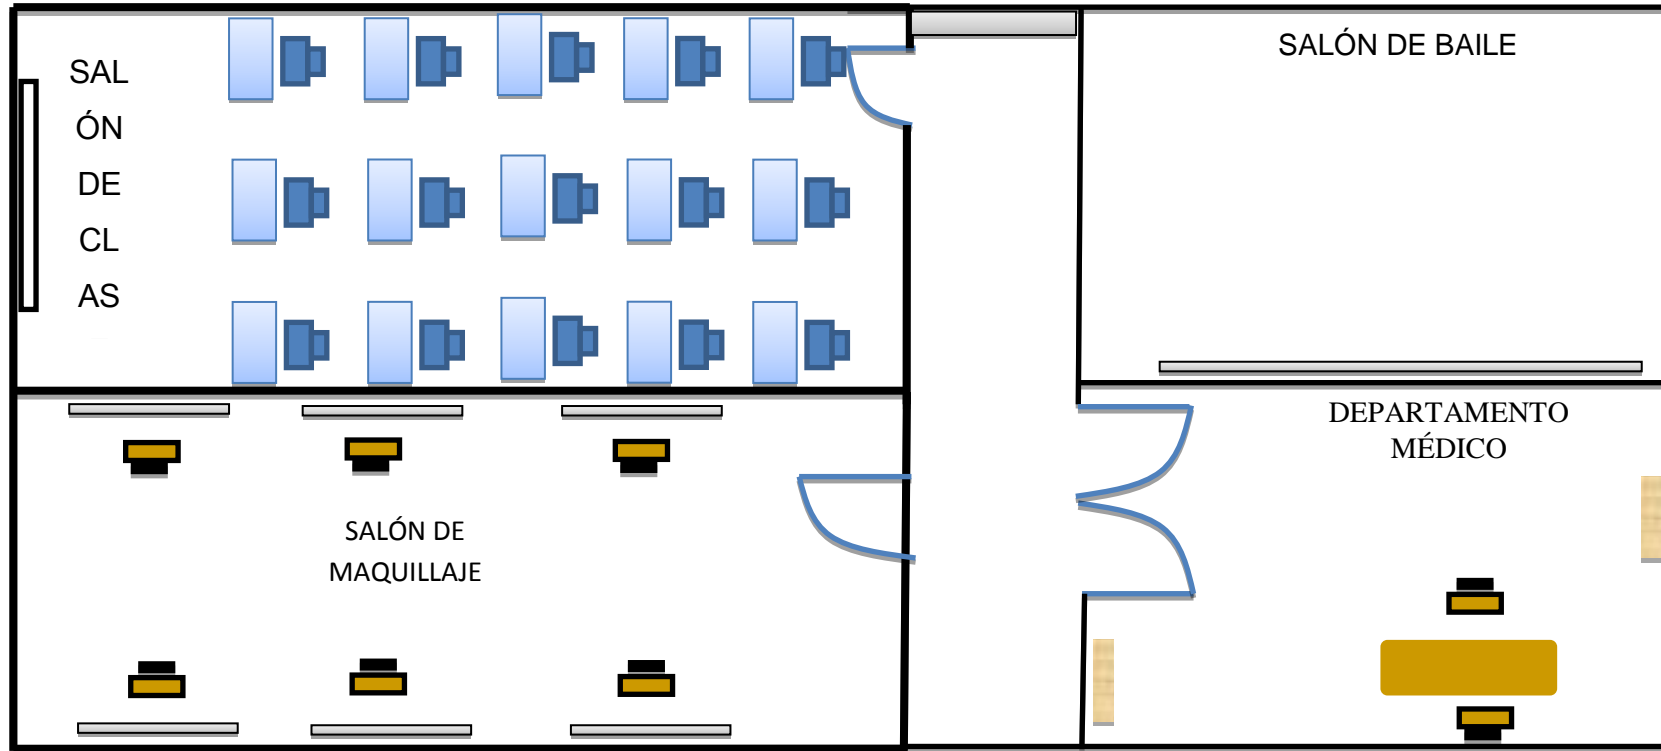 SAL
ÓN
DE
CL
AS
SALÓN DE BAILE
DEPARTAMENTO
MÉDICO
SALÓN DE
MAQUILLAJE